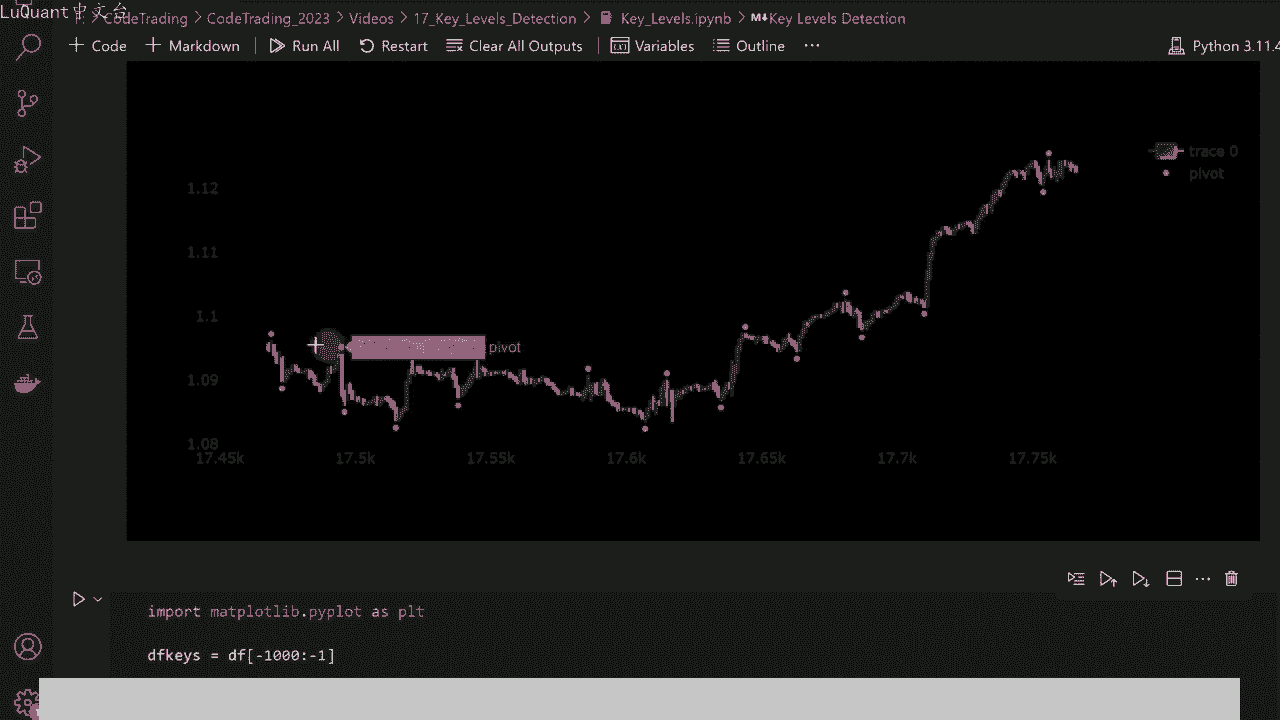 LuQuant中文台
CodeTrading > CodeTrading_2023 > Videos > 17_Key_Levels_Detection > Key_Levels.ipynb > M↓Key Levels Detection
+ Code + Markdown Run All Restart Clear All Outputs Variables Outline ... Python 3.11.4
trace 0
pivot
1.12
1.11
1.1
pivot
1.09
1.08
17.45k 17.5k 17.55k 17.6k 17.65k 17.7k 17.75k
import matplotlib.pyplot as plt
dfkeys = df[-1000:-1]